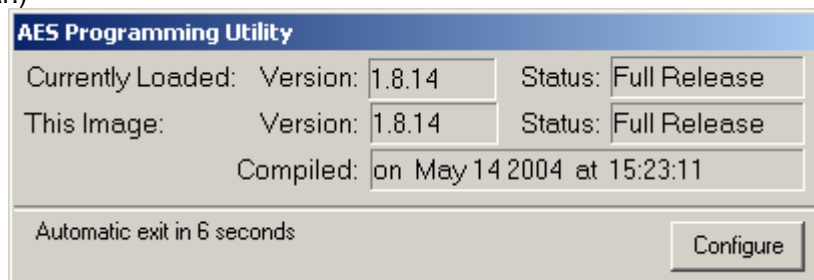 AES Programming Utility
Currently Loaded: Version: 1.8.14 Status: Full Release
This Image: Version: 1.8.14 Status: Full Release
Compiled: on May 14 2004 at 15:23:11
Automatic exit in 6 seconds
Configure